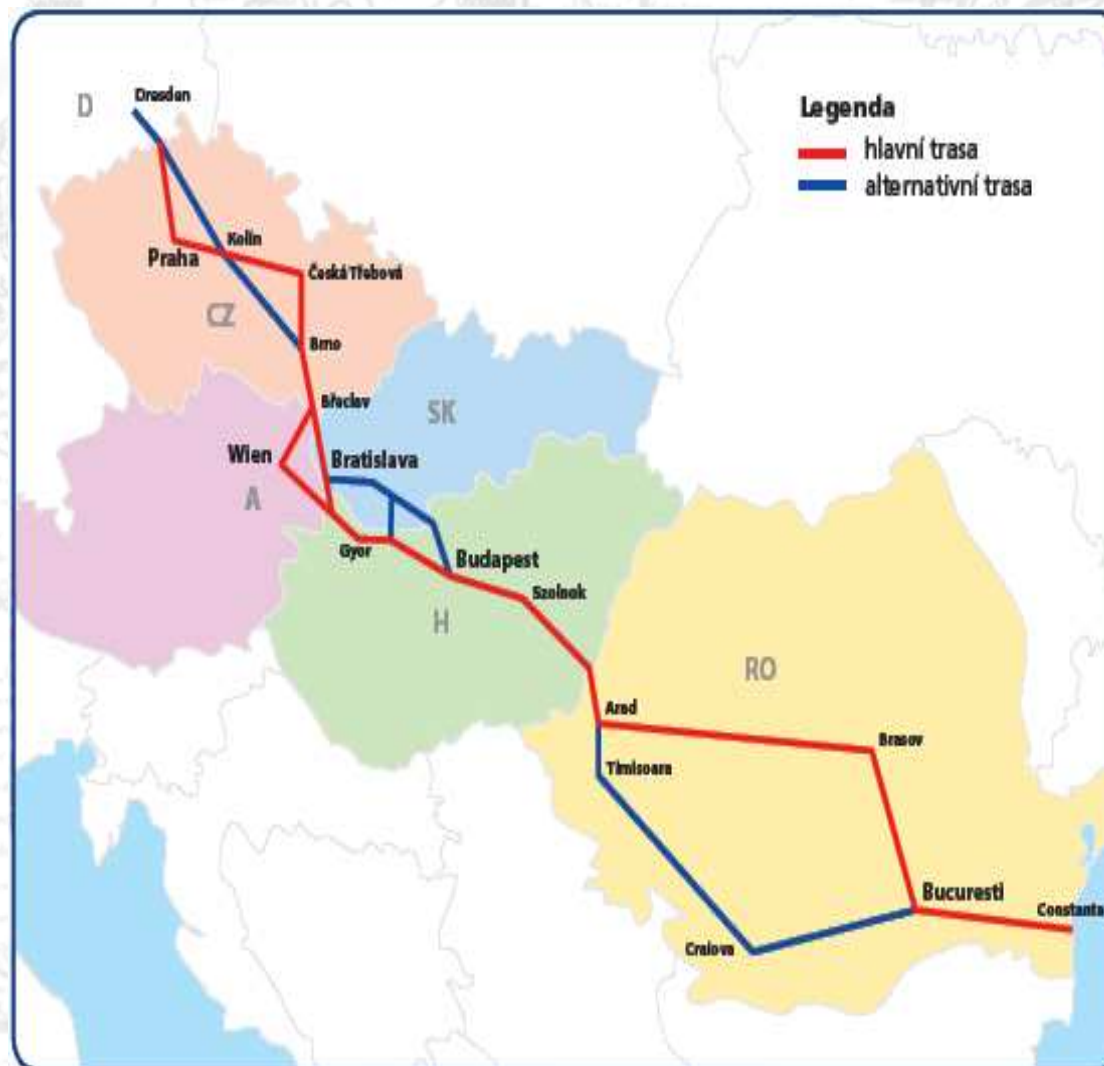 D
Dresden
Legenda
hlavní trasa
alternativní trasa
Praha
Kolín
Česká Třebová
CZ
Brno
Břeclav
SK
Wien
Bratislava
A
Gyor
Budapest
Szolnok
H
RO
Arad
Brasov
Timisoara
Bucuresti
Constanta
Craiova